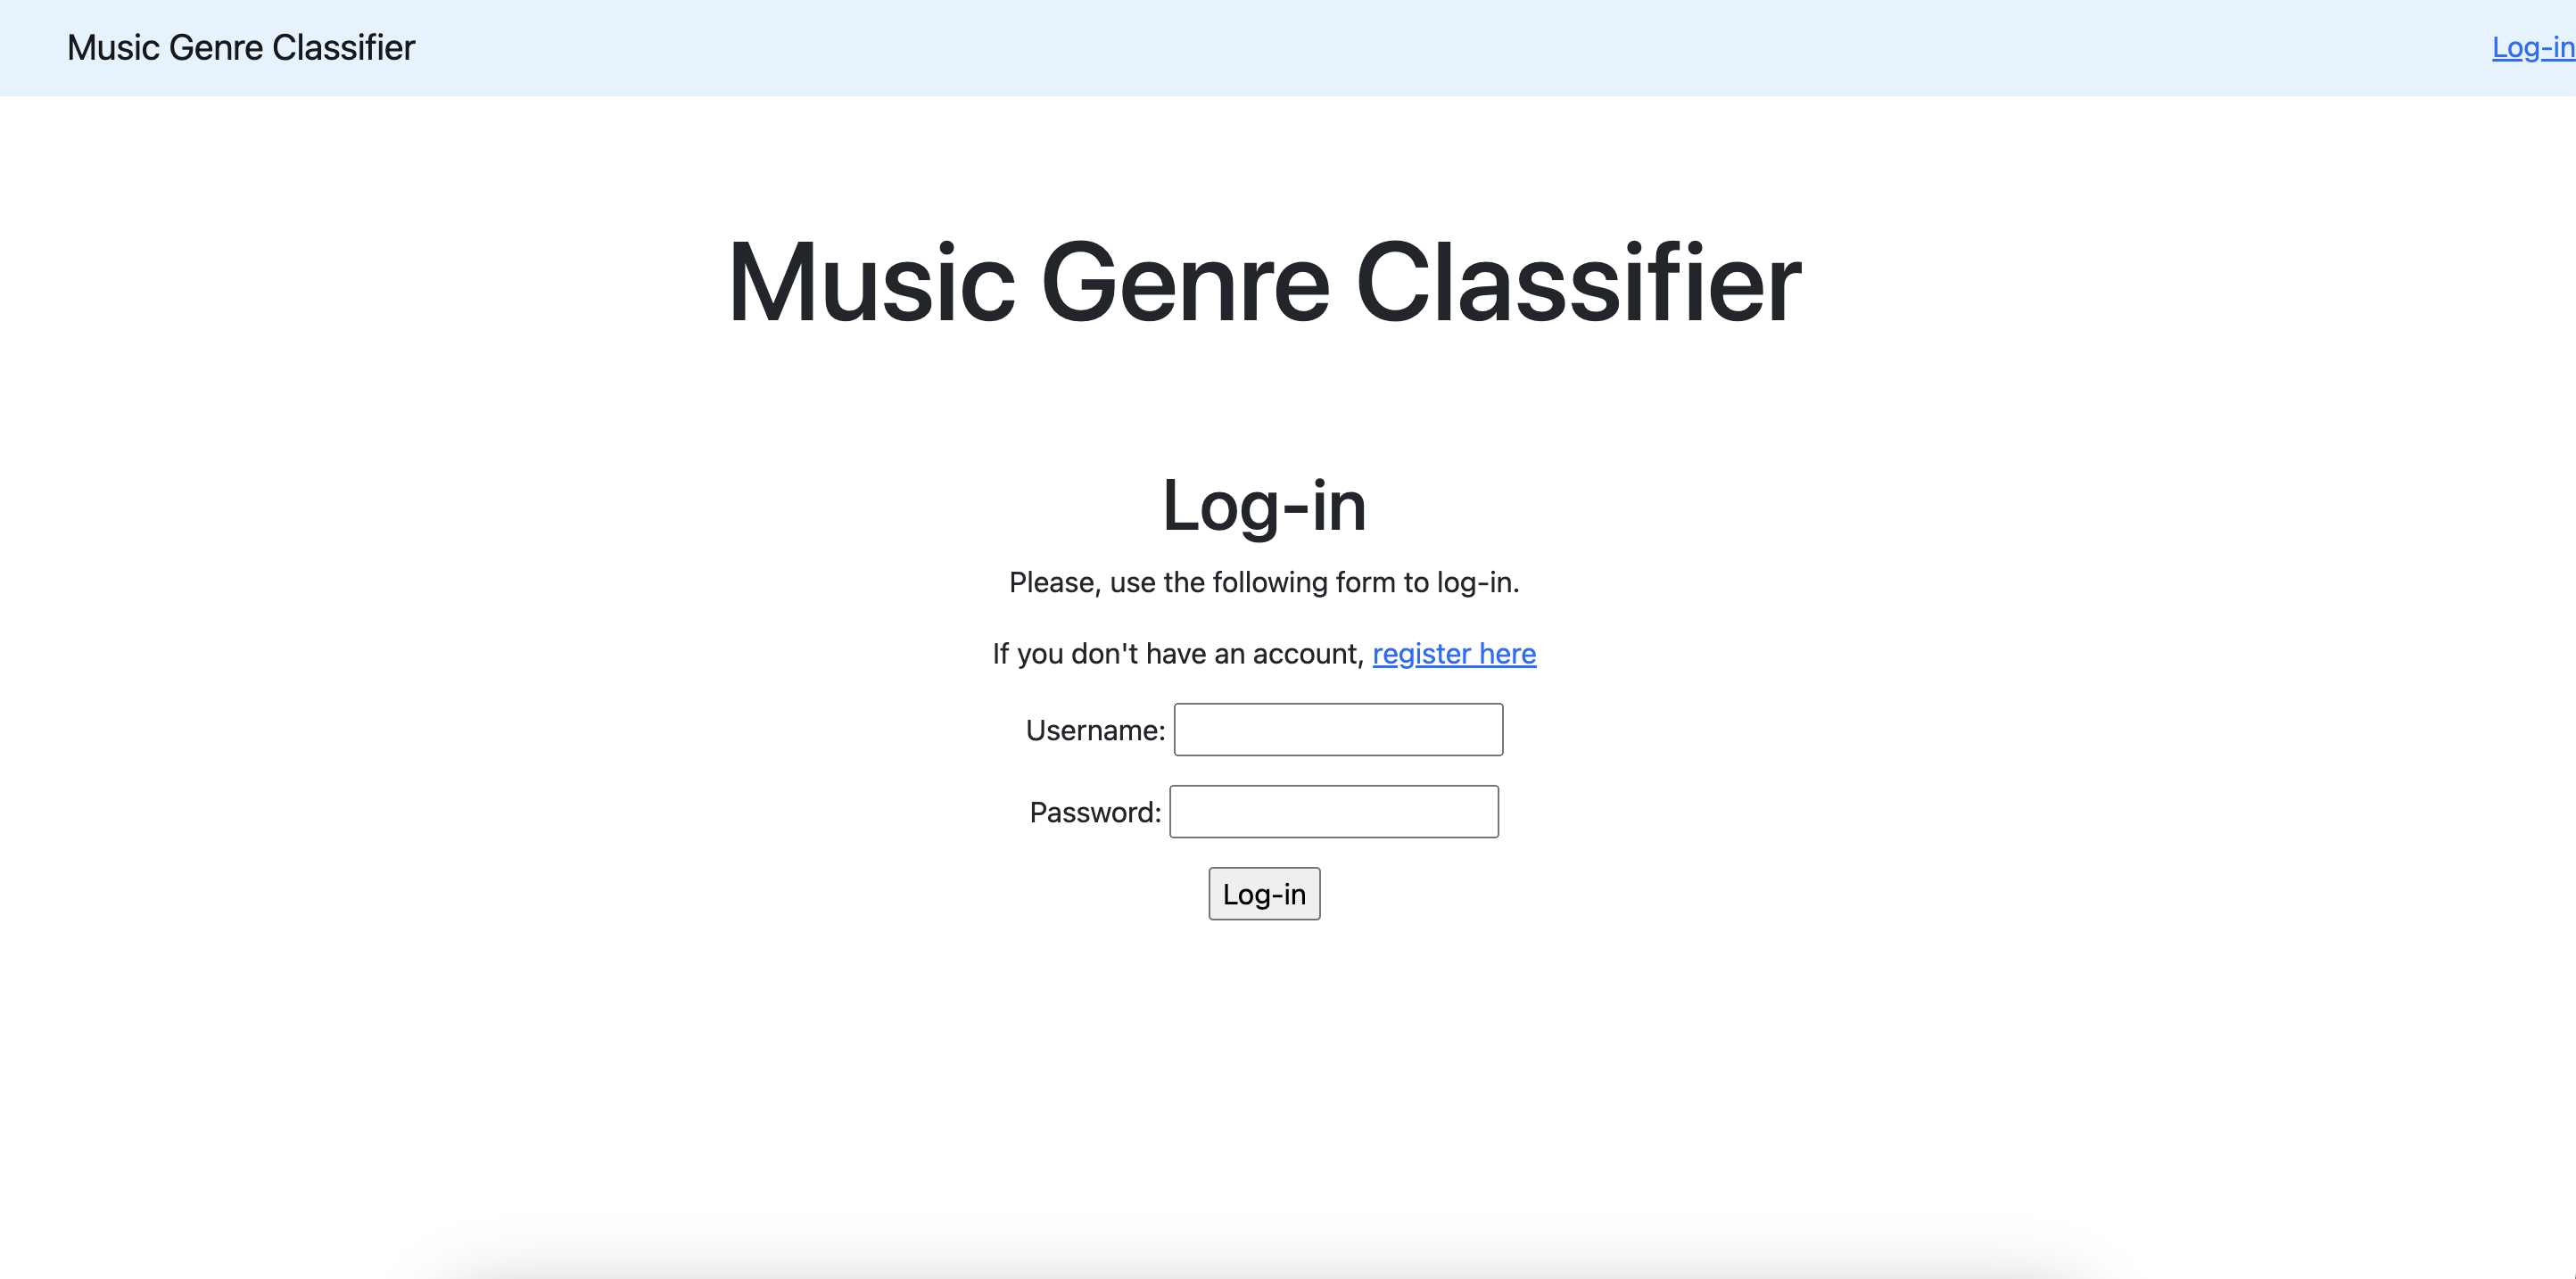 Music Genre Classifier
Log-in
Music Genre Classifier
Log-in
Please, use the following form to log-in.
If you don't have an account, register here
Username:
Password:
Log-in